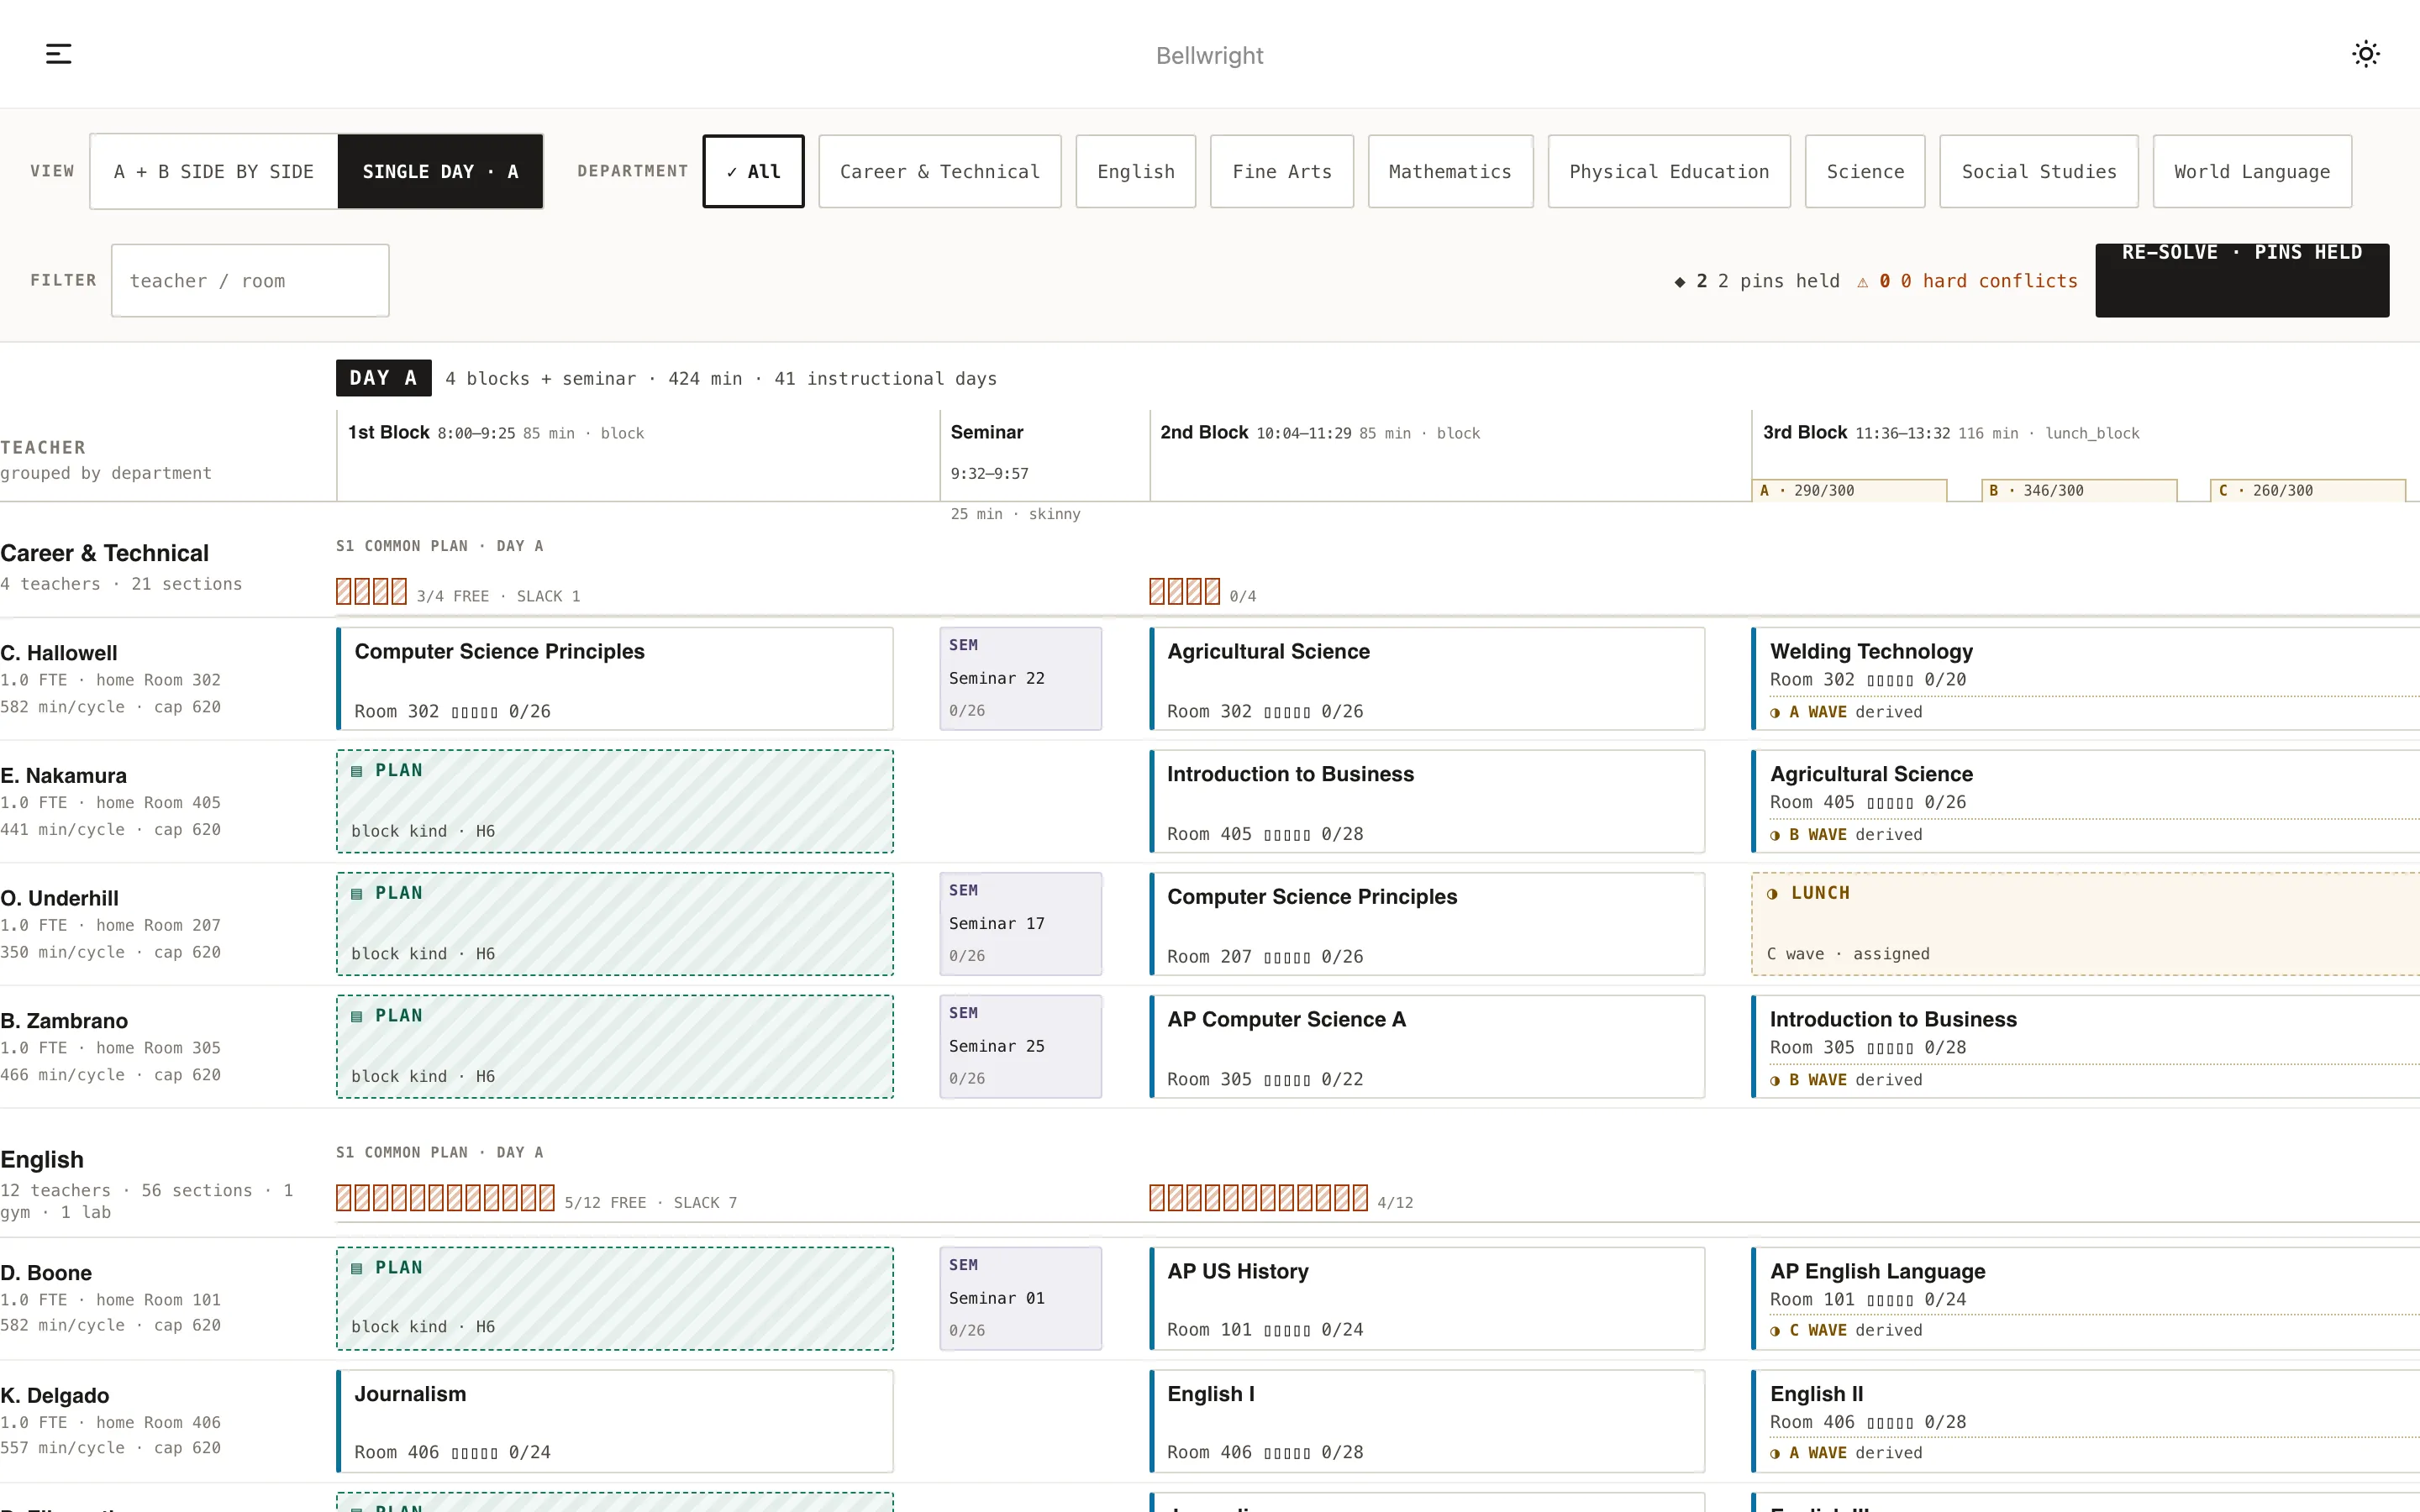 Bellwright
VIEW A + B SIDE BY SIDE SINGLE DAY · A DEPARTMENT ✓ All Career & Technical English Fine Arts Mathematics Physical Education Science Social Studies World Language
FILTER teacher / room ◆ 2 2 pins held ⚠ 0 0 hard conflicts RE-SOLVE · PINS HELD
DAY A 4 blocks + seminar · 424 min · 41 instructional days
1st Block 8:00–9:25 85 min · block
Seminar
9:32–9:57
25 min · skinny
2nd Block 10:04–11:29 85 min · block
3rd Block 11:36–13:32 116 min · lunch_block
A · 290/300 B · 346/300 C · 260/300
TEACHER
grouped by department
Career & Technical
4 teachers · 21 sections
S1 COMMON PLAN · DAY A
3/4 FREE · SLACK 1 0/4
C. Hallowell
1.0 FTE · home Room 302
582 min/cycle · cap 620
Computer Science Principles
Room 302 ▯▯▯▯▯ 0/26
SEM
Seminar 22
0/26
Agricultural Science
Room 302 ▯▯▯▯▯ 0/26
Welding Technology
Room 302 ▯▯▯▯▯ 0/20
◑ A WAVE derived
E. Nakamura
1.0 FTE · home Room 405
441 min/cycle · cap 620
▤ PLAN
block kind · H6
Introduction to Business
Room 405 ▯▯▯▯▯ 0/28
Agricultural Science
Room 405 ▯▯▯▯▯ 0/26
◑ B WAVE derived
O. Underhill
1.0 FTE · home Room 207
350 min/cycle · cap 620
▤ PLAN
block kind · H6
SEM
Seminar 17
0/26
Computer Science Principles
Room 207 ▯▯▯▯▯ 0/26
◑ LUNCH
C wave · assigned
B. Zambrano
1.0 FTE · home Room 305
466 min/cycle · cap 620
▤ PLAN
block kind · H6
SEM
Seminar 25
0/26
AP Computer Science A
Room 305 ▯▯▯▯▯ 0/22
Introduction to Business
Room 305 ▯▯▯▯▯ 0/28
◑ B WAVE derived
English
12 teachers · 56 sections · 1
gym · 1 lab
S1 COMMON PLAN · DAY A
5/12 FREE · SLACK 7 4/12
D. Boone
1.0 FTE · home Room 101
582 min/cycle · cap 620
▤ PLAN
block kind · H6
SEM
Seminar 01
0/26
AP US History
Room 101 ▯▯▯▯▯ 0/24
AP English Language
Room 101 ▯▯▯▯▯ 0/24
◑ C WAVE derived
K. Delgado
1.0 FTE · home Room 406
557 min/cycle · cap 620
Journalism
Room 406 ▯▯▯▯▯ 0/24
English I
Room 406 ▯▯▯▯▯ 0/28
English II
Room 406 ▯▯▯▯▯ 0/28
◑ A WAVE derived